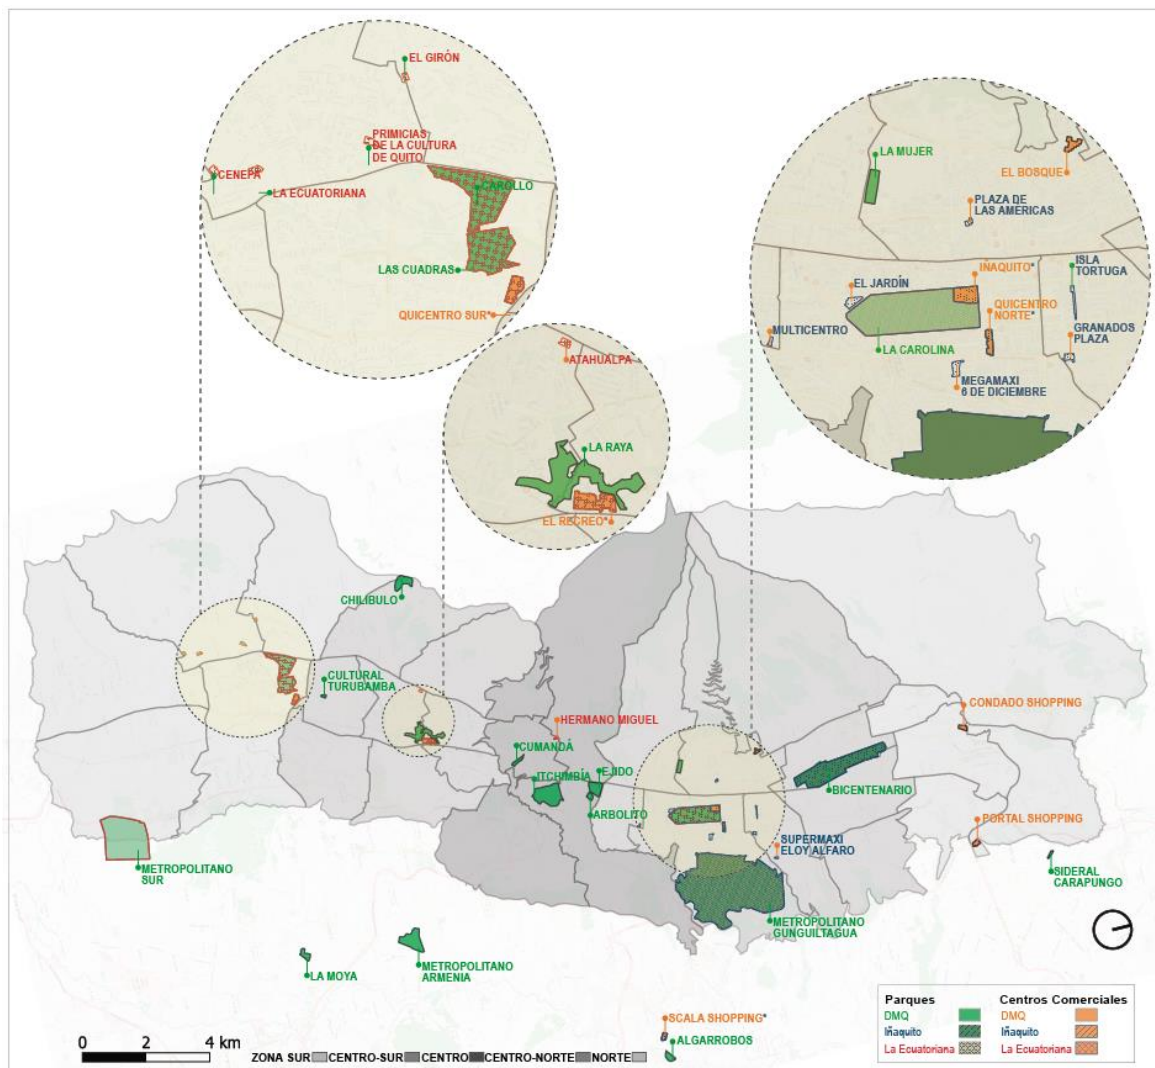 EL GIRÓN
PRIMICIAS
DE LA CULTURA
DE QUITO
CENEPA
LA ECUATORIANA
CAROLLO
LAS CUADRAS
QUICENTRO SUR*
ATAHUALPA
LA RAYA
EL RECREO*
LA MUJER
EL BOSQUE
PLAZA DE
LAS AMÉRICAS
IÑAQUITO*
ISLA
TORTUGA
EL JARDÍN
QUICENTRO
NORTE*
MULTICENTRO
GRANADOS
PLAZA
LA CAROLINA
MEGAMAXI
6 DE DICIEMBRE
CHILIBULO
CULTURAL
TURUBAMBA
HERMANO MIGUEL
CUMANDÁ
ITCHIMBÍA
EJIDO
ARBOLITO
CONDADO SHOPPING
BICENTENARIO
PORTAL SHOPPING
SUPERMAXI
ELOY ALFARO
METROPOLITANO
SUR
SIDERAL
CARAPUNGO
METROPOLITANO
GUNGUILTAGUA
LA MOYA
METROPOLITANO
ARMENIA
SCALA SHOPPING*
ALGARROBOS
0 2 4 km
ZONA SUR CENTRO-SUR CENTRO CENTRO-NORTE NORTE
Parques Centros Comerciales
DMQ DMQ
Iñaquito Iñaquito
La Ecuatoriana La Ecuatoriana